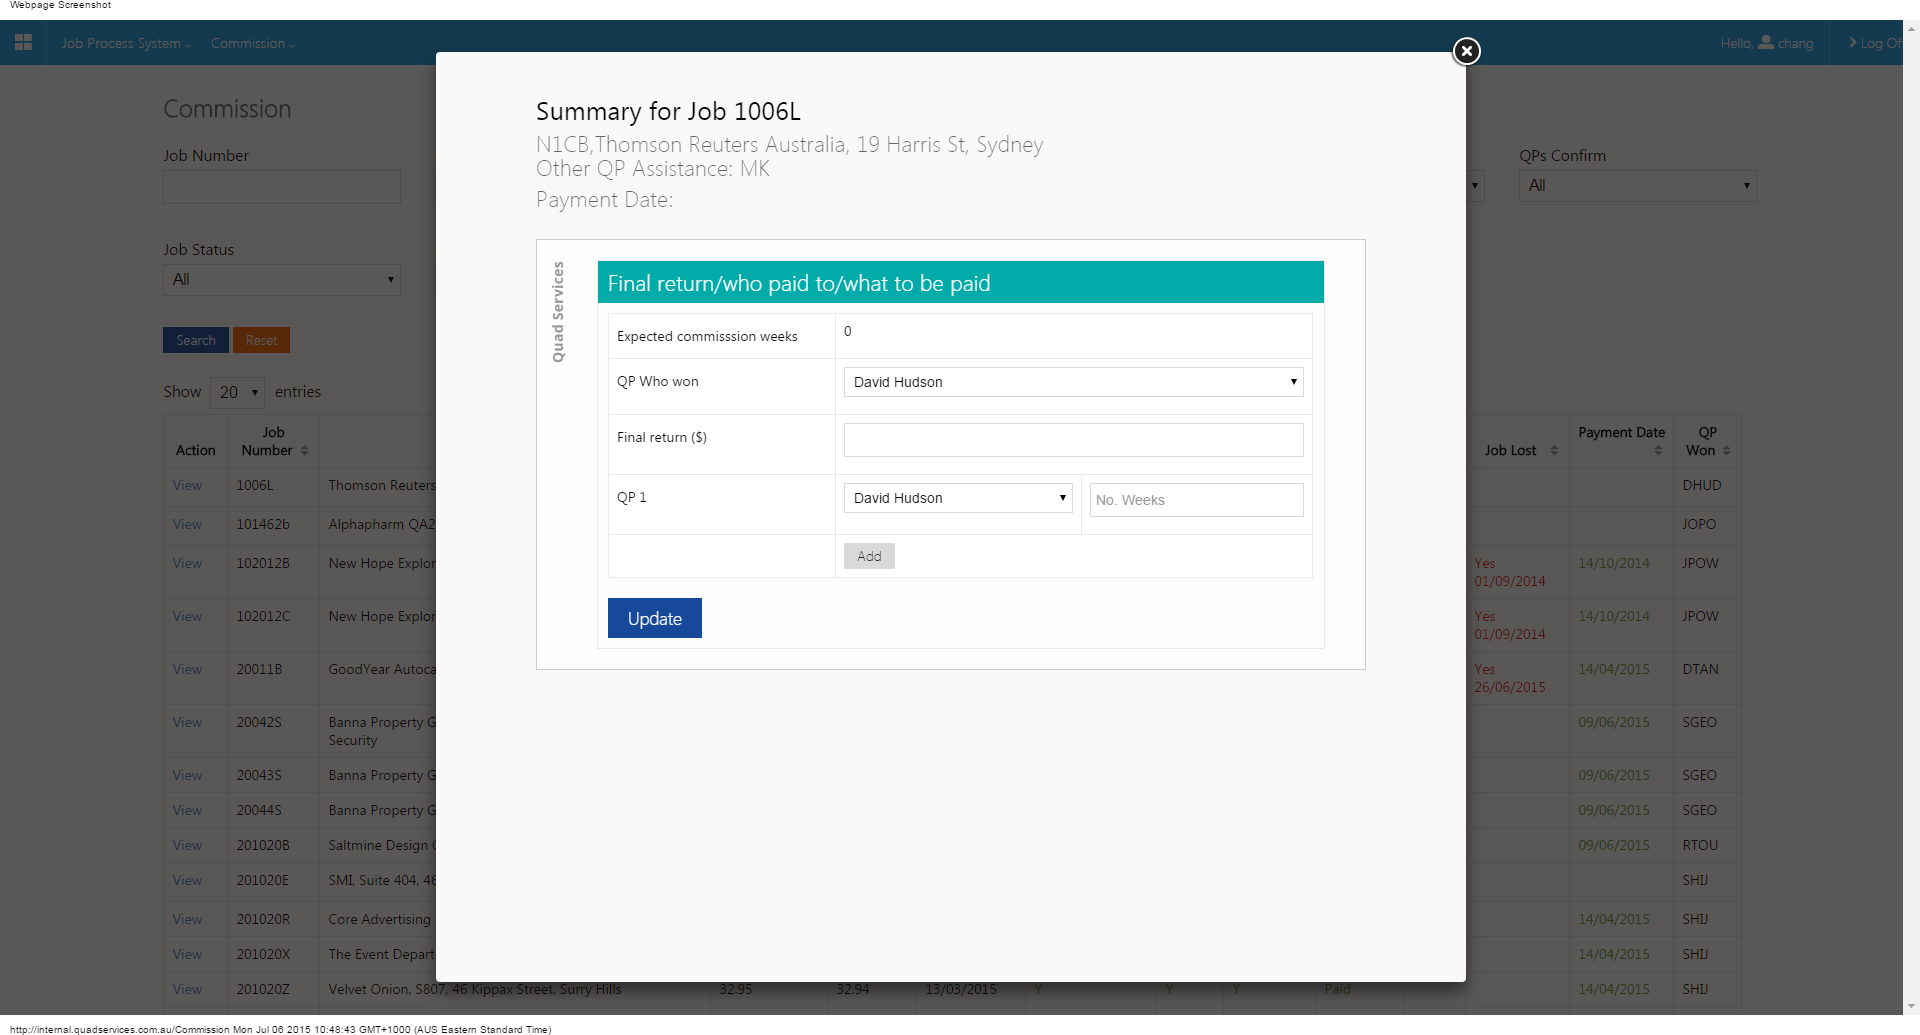 Webpage Screenshot
Job Process System
Commission
Hello, chang
Log Of
Commission
Job Number
QPs Confirm
All
Job Status
All
Search Reset
Show 20 entries
Summary for Job 1006L
N1CB,Thomson Reuters Australia, 19 Harris St, Sydney
Other QP Assistance: MK
Payment Date:
Quad Services
Final return/who paid to/what to be paid
Expected commisssion weeks 0
QP Who won David Hudson
Final return ($)
QP 1 David Hudson No. Weeks
Add
Update
Action Job Number Job Lost Payment Date QP Won
View 1006L Thomson Reuters DHUD
View 101462b Alphapharm QA2 JOPO
View 102012B New Hope Explor Yes 01/09/2014 14/10/2014 JPOW
View 102012C New Hope Explor Yes 01/09/2014 14/10/2014 JPOW
View 20011B GoodYear Autoca Yes 26/06/2015 14/04/2015 DTAN
View 20042S Banna Property G Security 09/06/2015 SGEO
View 20043S Banna Property G 09/06/2015 SGEO
View 20044S Banna Property G 09/06/2015 SGEO
View 201020B Saltmine Design 09/06/2015 RTOU
View 201020E SMI, Suite 404, 46 SHIJ
View 201020R Core Advertising 14/04/2015 SHIJ
View 201020X The Event Depart 14/04/2015 SHIJ
View 201020Z Velvet Onion, S807, 46 Kippax Street, Surry Hills 32.95 32.94 13/03/2015 Y Y Y Paid 14/04/2015 SHIJ
http://internal.quadservices.com.au/Commission Mon Jul 06 2015 10:48:43 GMT+1000 (AUS Eastern Standard Time)